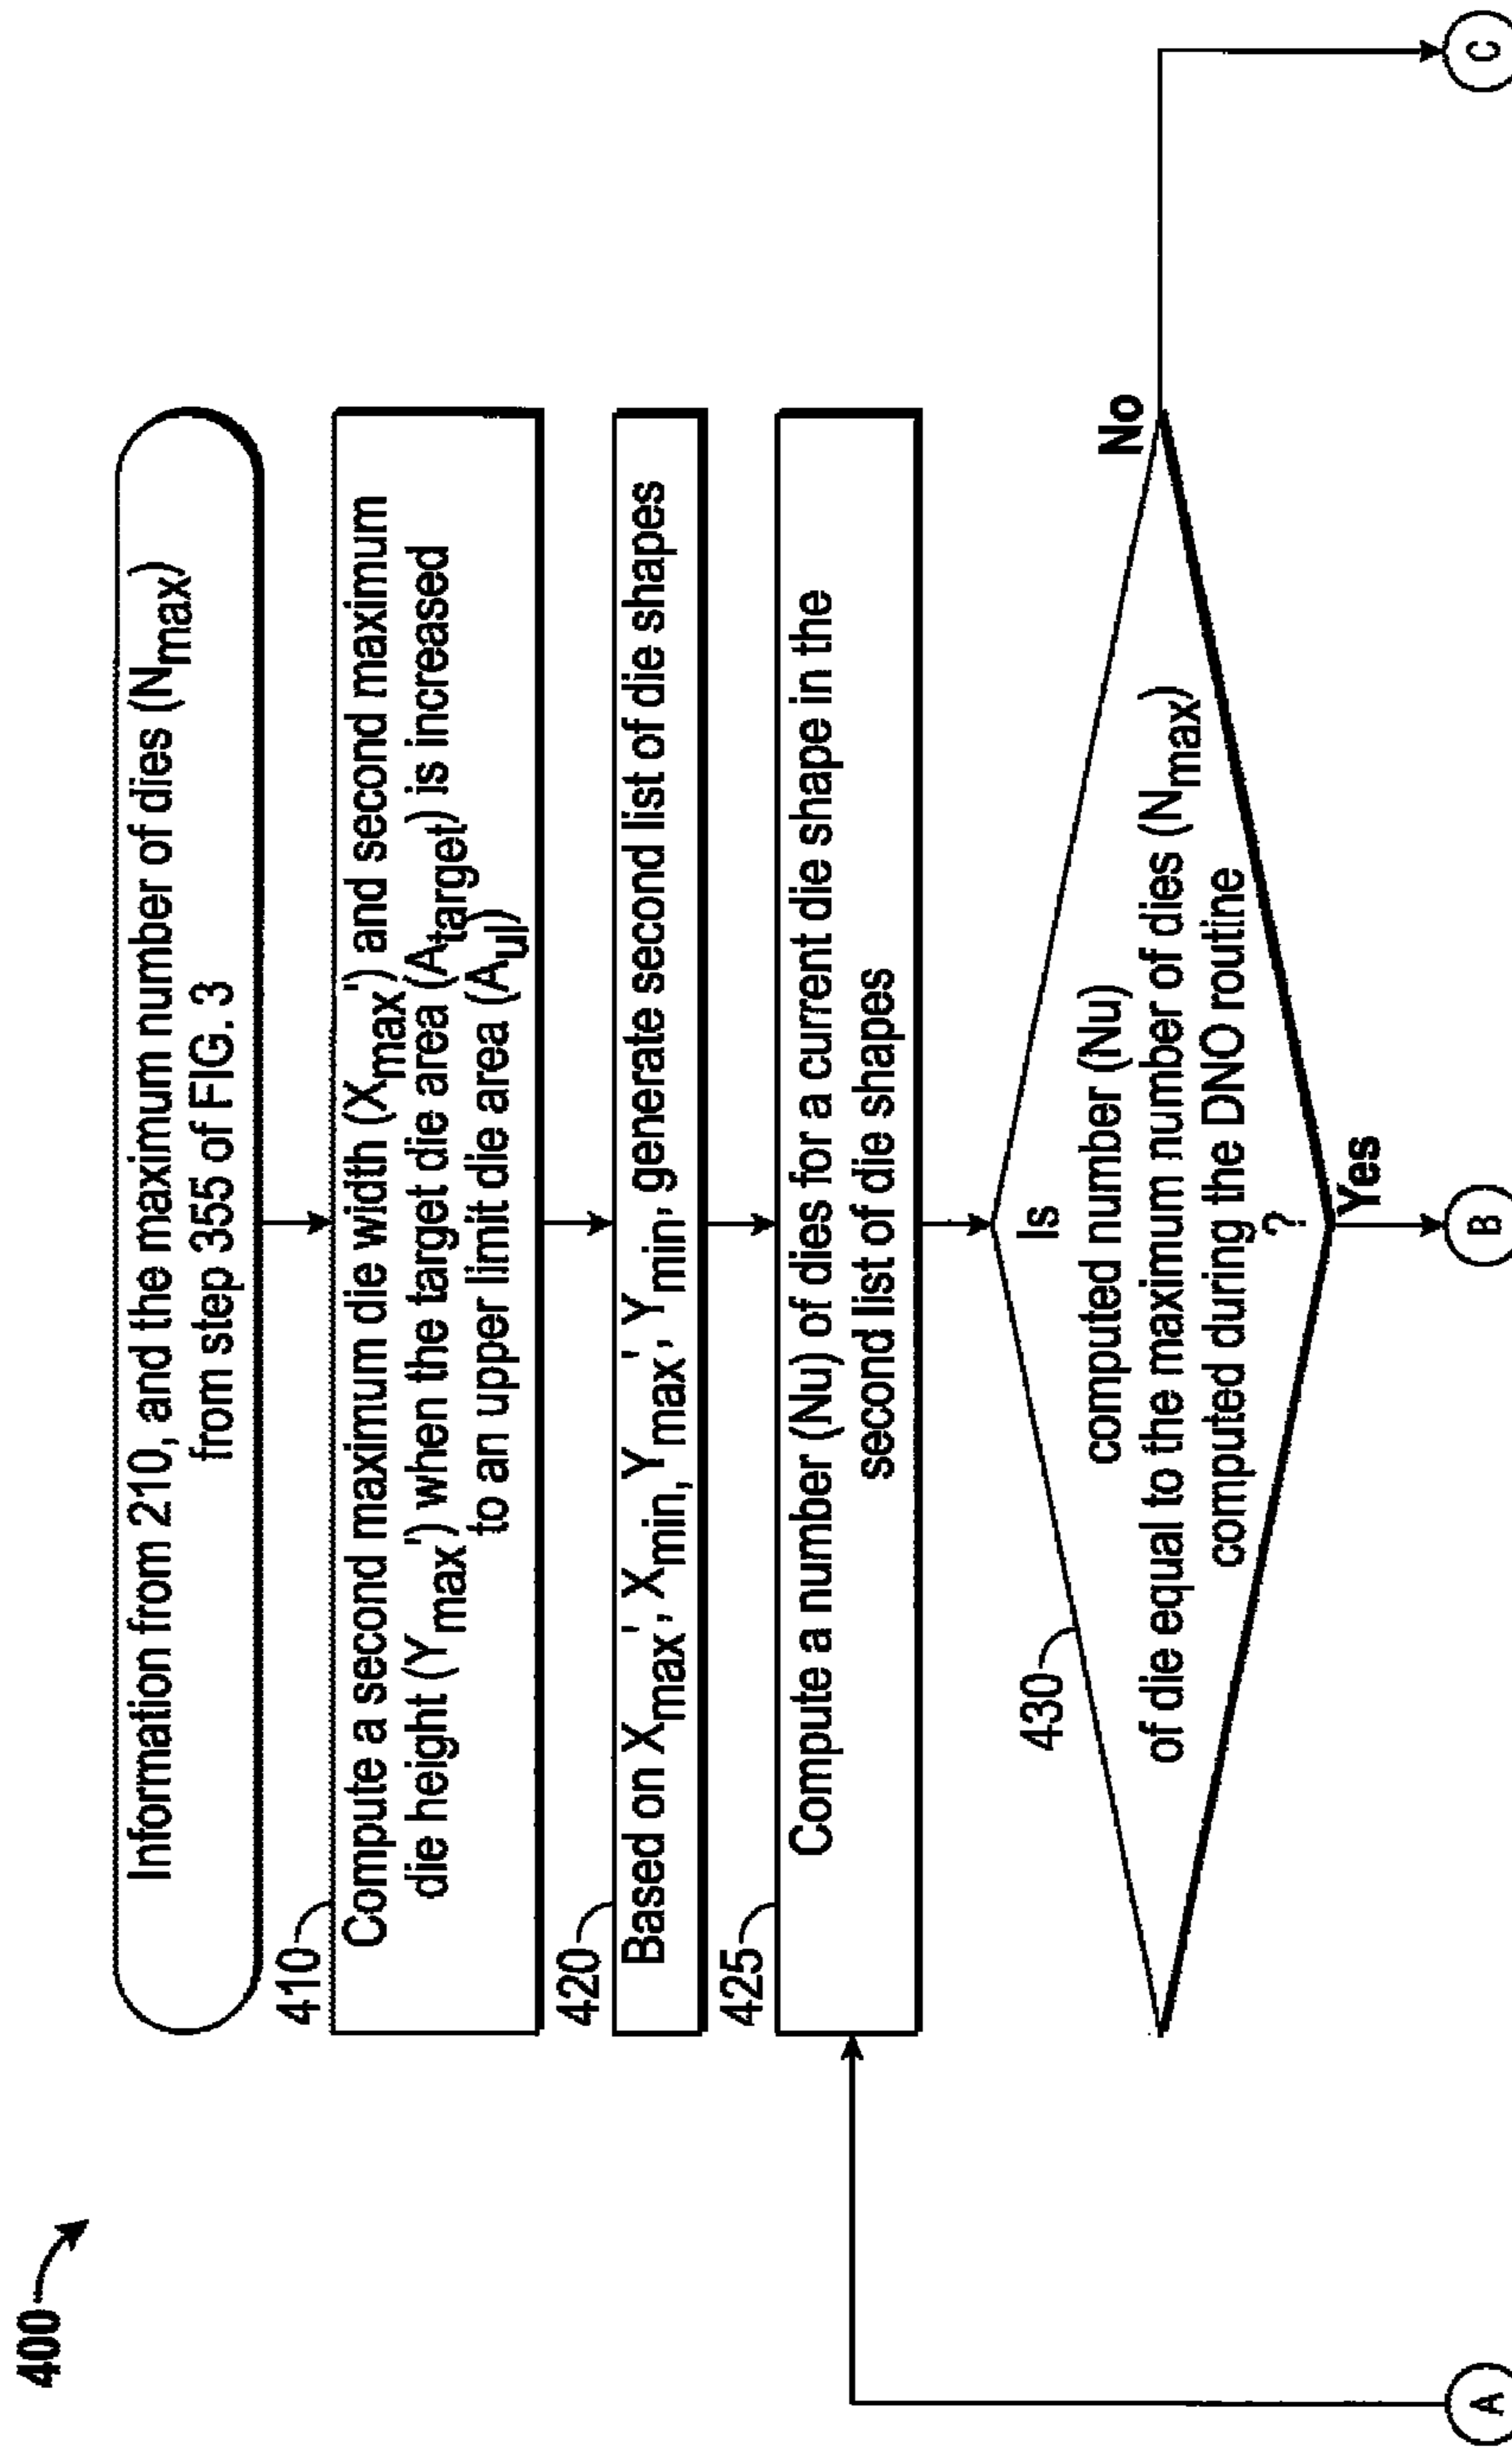 400
Information from 210, and the maximum number of dies (Nmax)
from step 355 of FIG. 3
410
Compute a second maximum die width (Xmax') and second maximum
die height (Ymax') when the target die area (Atarget) is increased
to an upper limit die area (Aul)
420
Based on Xmax', Xmin, Ymax', Ymin, generate second list of die shapes
425
Compute a number (Nu) of dies for a current die shape in the
second list of die shapes
430
Is
computed number (Nu)
of die equal to the maximum number of dies (Nmax)
computed during the DNO routine
?
No
Yes
A
B
C